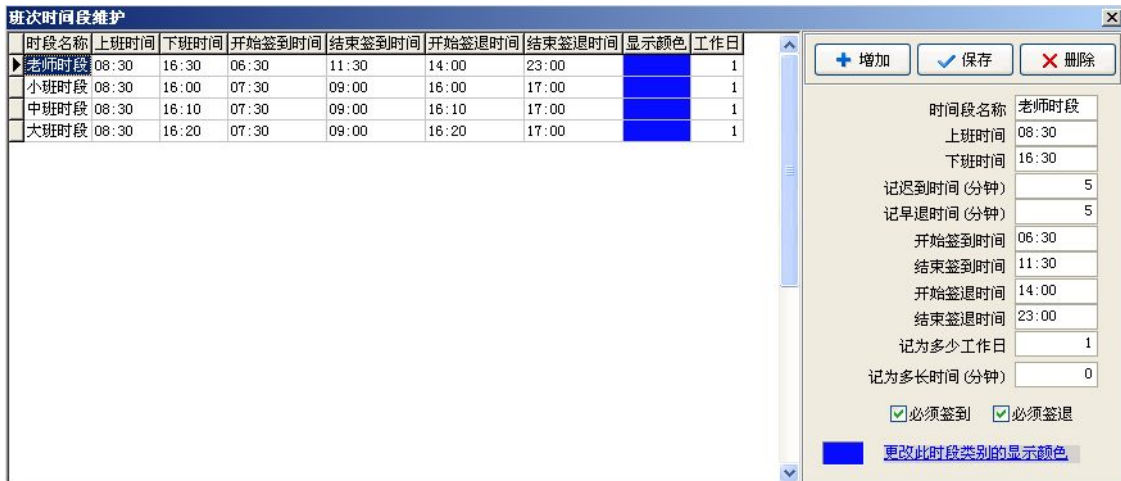 班次时间段维护
时段名称 上班时间 下班时间 开始签到时间 结束签到时间 开始签退时间 结束签退时间 显示颜色 工作日
老师时段 08:30 16:30 06:30 11:30 14:00 23:00 1
小班时段 08:30 16:00 07:30 09:00 16:00 17:00 1
中班时段 08:30 16:10 07:30 09:00 16:10 17:00 1
大班时段 08:30 16:20 07:30 09:00 16:20 17:00 1
增加 保存 删除
时间段名称 老师时段
上班时间 08:30
下班时间 16:30
记迟到时间(分钟) 5
记早退时间(分钟) 5
开始签到时间 06:30
结束签到时间 11:30
开始签退时间 14:00
结束签退时间 23:00
记为多少工作日 1
记为多长时间(分钟) 0
必须签到 必须签退
更改此时段类别的显示颜色